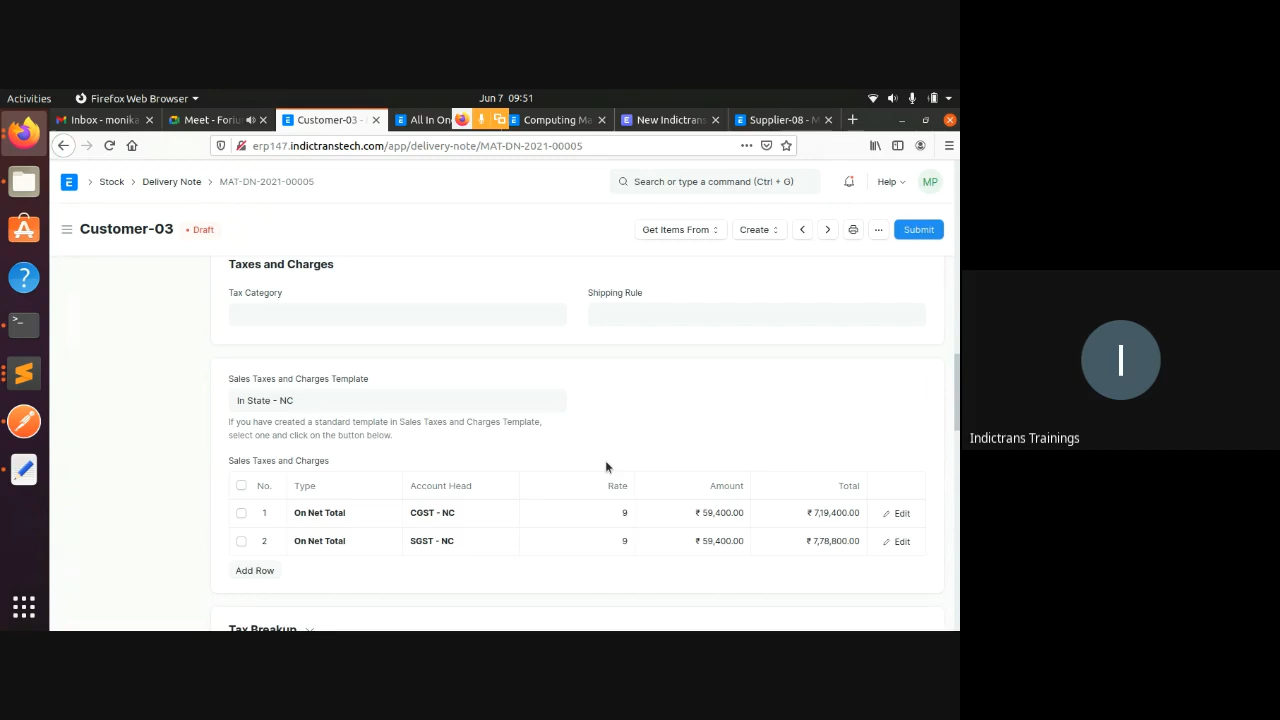 Activities Firefox Web Browser Jun 7 09:51
Inbox - monika Meet - Foriu Customer-03 - All In On Computing Ma New Indictrans Supplier-08 - M
erp147.indictranstech.com/app/delivery-note/MAT-DN-2021-00005
E Stock Delivery Note MAT-DN-2021-00005 Search or type a command (Ctrl + G) Help MP
Customer-03 Draft Get Items From Create Submit
Taxes and Charges
Tax Category Shipping Rule
Sales Taxes and Charges Template
In State - NC
If you have created a standard template in Sales Taxes and Charges Template,
select one and click on the button below.
Sales Taxes and Charges
No. Type Account Head Rate Amount Total
1 On Net Total CGST - NC 9 ₹ 59,400.00 ₹ 7,19,400.00 Edit
2 On Net Total SGST - NC 9 ₹ 59,400.00 ₹ 7,78,800.00 Edit
Add Row
Tax Breakup
I
Indictrans Trainings